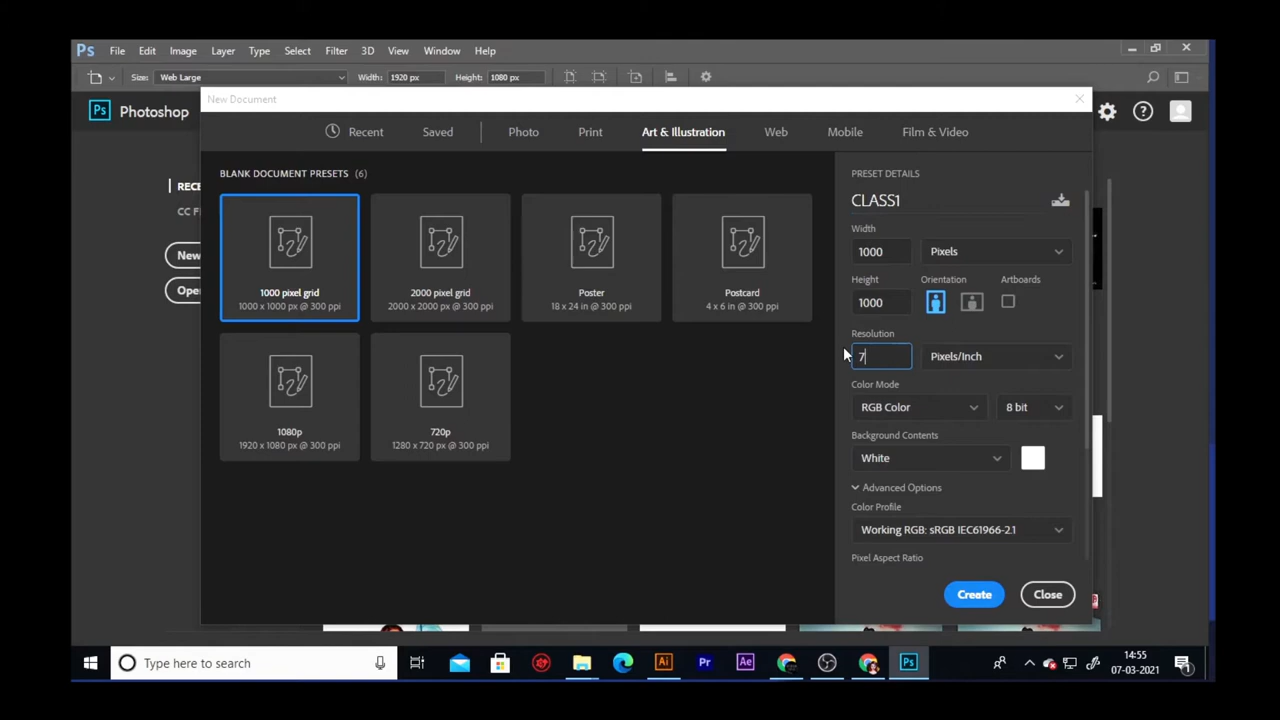 Ps File Edit Image Layer Type Select Filter 3D View Window Help
Size: Web Large Width: 1920 px Height: 1080 px
New Document
Ps Photoshop
Recent Saved Photo Print Art & Illustration Web Mobile Film & Video
BLANK DOCUMENT PRESETS (6)
PRESET DETAILS
RECE
CLASS1
CC F
Width
New
1000 Pixels
Height Orientation Artboards
Ope
1000 pixel grid 2000 pixel grid Poster Postcard
1000 x 1000 px @ 300 ppi 2000 x 2000 px @ 300 ppi 18 x 24 in @ 300 ppi 4 x 6 in @ 300 ppi
1000
Resolution
7 Pixels/Inch
Color Mode
RGB Color 8 bit
1080p 720p
1920 x 1080 px @ 300 ppi 1280 x 720 px @ 300 ppi
Background Contents
White
Advanced Options
Color Profile
Working RGB: sRGB IEC61966-2.1
Pixel Aspect Ratio
Create Close
Type here to search
Ai Pr Ae Ps
14:55
07-03-2021